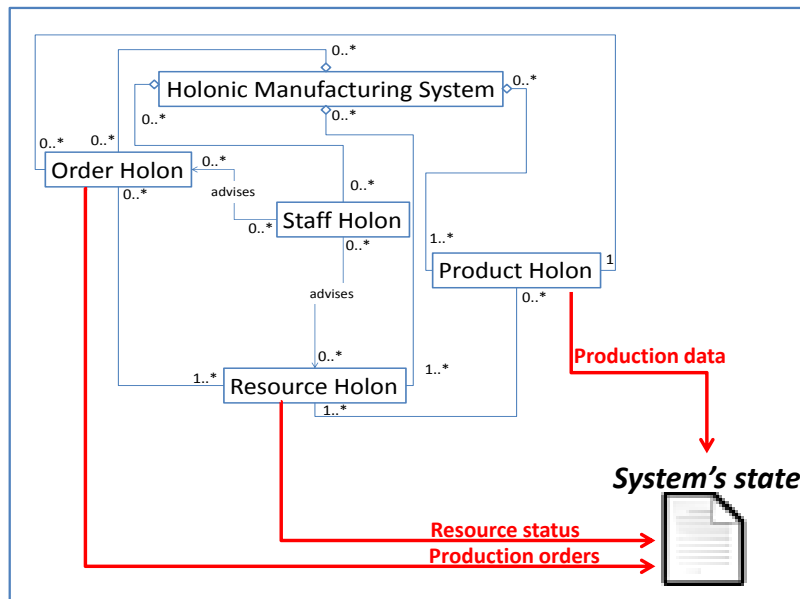 0..*
Holonic Manufacturing System
0..*
0..*
0..*
0..*
0..*
Order Holon
0..*
0..*
advises
0..*
0..*
Staff Holon
0..*
0..*
1..*
Product Holon
1
0..*
advises
0..*
1..*
Resource Holon
1..*
1..*
Production data
System's state
Resource status
Production orders